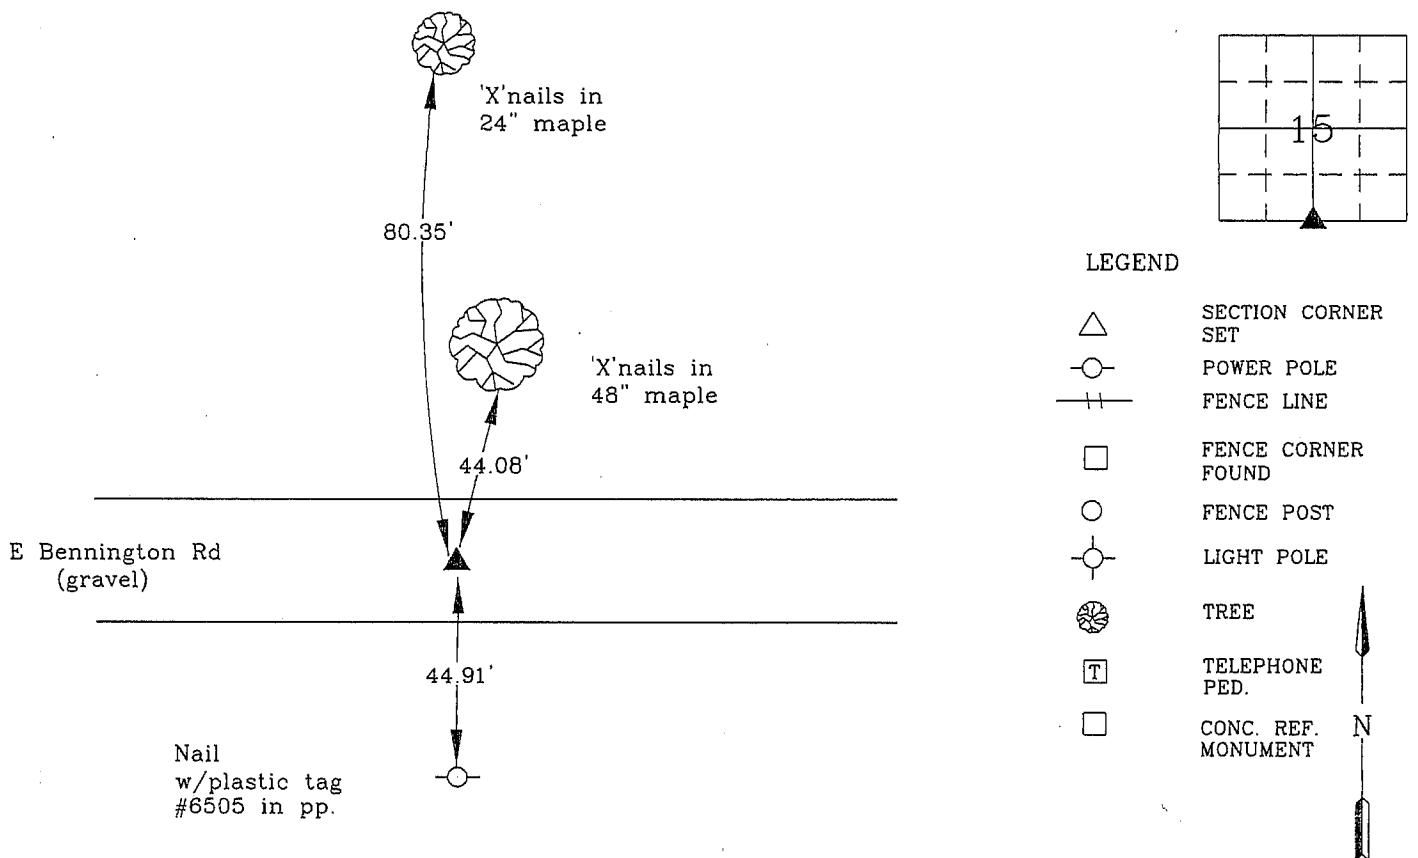 'X'nails in
24" maple
80.35'
'X'nails in
48" maple
44.08'
E Bennington Rd
(gravel)
44.91'
Nail
w/plastic tag
#6505 in pp.
15
LEGEND
SECTION CORNER
SET
POWER POLE
FENCE LINE
FENCE CORNER
FOUND
FENCE POST
LIGHT POLE
TREE
T
TELEPHONE
PED.
CONC. REF.
MONUMENT
N